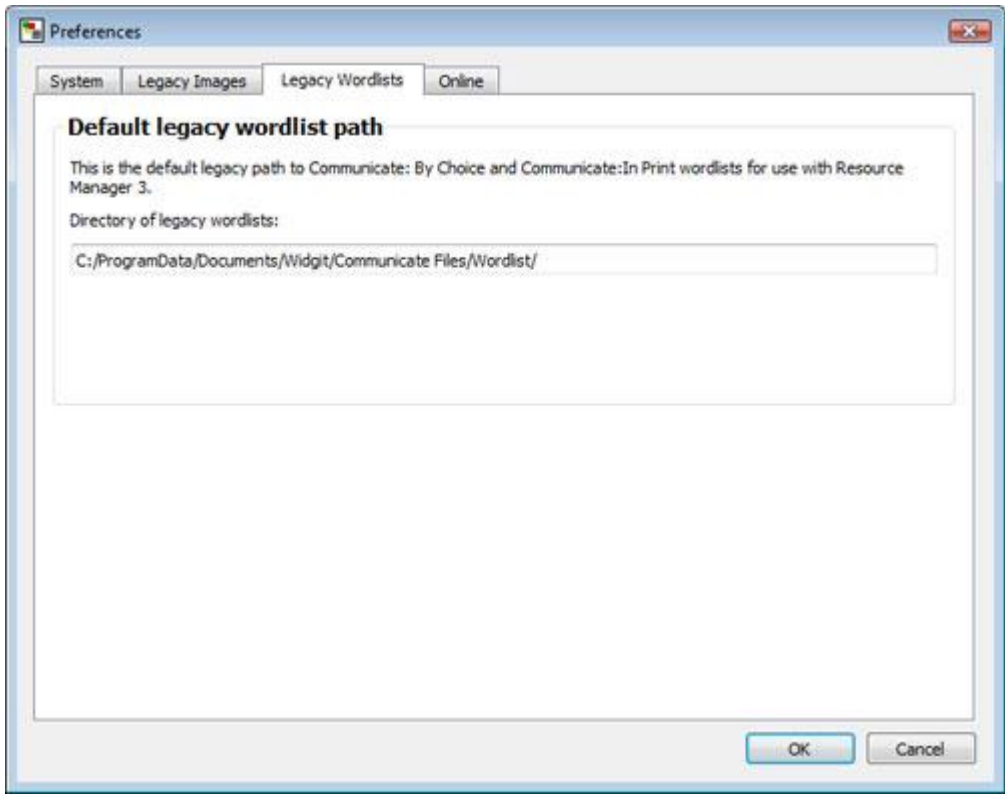 Preferences
System Legacy Images Legacy Wordlists Online
Default legacy wordlist path
This is the default legacy path to Communicate: By Choice and Communicate:In Print wordlists for use with Resource
Manager 3.
Directory of legacy wordlists:
C:/ProgramData/Documents/Widgit/Communicate Files/Wordlist/
OK Cancel